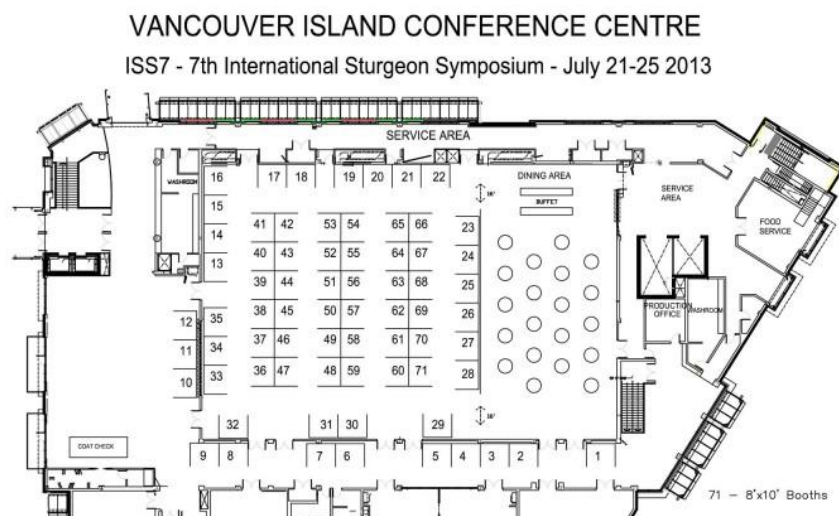 VANCOUVER ISLAND CONFERENCE CENTRE
ISS7 - 7th International Sturgeon Symposium - July 21-25 2013
SERVICE AREA
WASHROOM
16
17 18 19 20 21 22
DINING AREA
BUFFET
SERVICE
AREA
FOOD
SERVICE
15
14
13
41 42 53 54 65 66 23
40 43 52 55 64 67 24
39 44 51 56 63 68 25
38 45 50 57 62 69 26
37 46 49 58 61 70 27
36 47 48 59 60 71 28
10'
PRODUCTION
OFFICE
WASHROOM
12 35
11 34
10 33
32 31 30 29
10'
COAT CHECK
9 8 7 6 5 4 3 2 1
71 - 8'x10' Booths